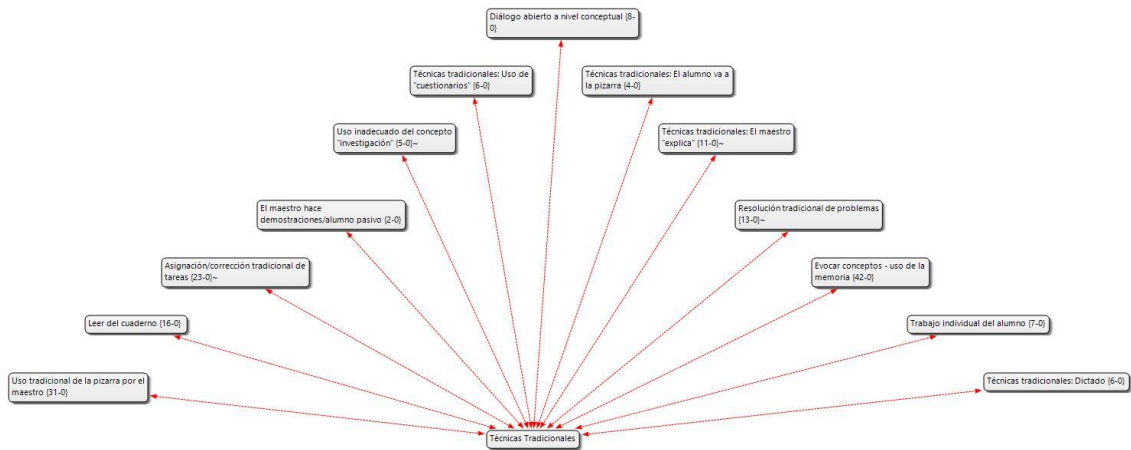 Diálogo abierto a nivel conceptual {8-
0}
Técnicas tradicionales: Uso de
"cuestionarios" {6-0}
Técnicas tradicionales: El alumno va a
la pizarra {4-0}
Uso inadecuado del concepto
"investigación" {5-0}~
Técnicas tradicionales: El maestro
"explica" {11-0}~
El maestro hace
demostraciones/alumno pasivo {2-0}
Resolución tradicional de problemas
{13-0}~
Asignación/corrección tradicional de
tareas {23-0}~
Evocar conceptos - uso de la
memoria {42-0}
Leer del cuaderno {16-0}
Trabajo individual del alumno {7-0}
Uso tradicional de la pizarra por el
maestro {31-0}
Técnicas tradicionales: Dictado {6-0}
Técnicas Tradicionales